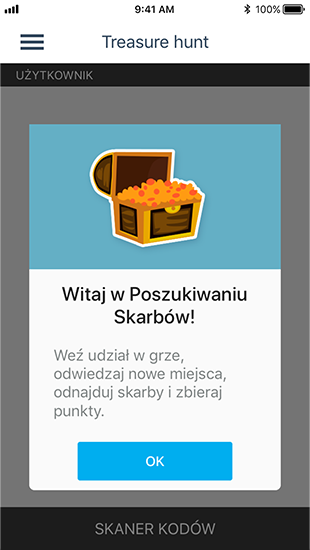 9:41 AM 100%
Treasure hunt
UŻYTKOWNIK
Witaj w Poszukiwaniu
Skarbów!
Weź udział w grze,
odwiedzaj nowe miejsca,
odnajduj skarby i zbieraj
punkty.
OK
SKANER KODÓW